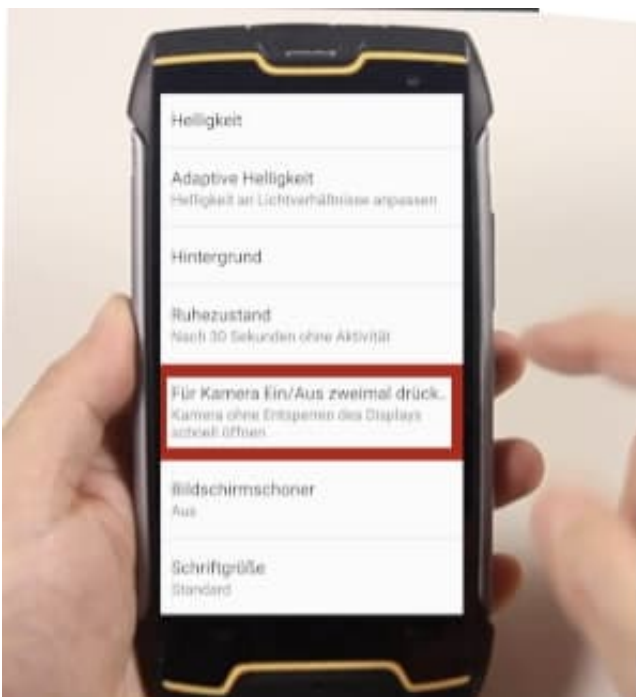 Helligkeit
Adaptive Helligkeit
Helligkeit an Lichtverhältnisse anpassen
Hintergrund
Ruhezustand
Nach 30 Sekunden ohne Aktivität
Für Kamera Ein/Aus zweimal drück..
Kamera ohne Entsperren des Displays
schnell öffnen
Bildschirmschoner
Aus
Schriftgröße
Standard